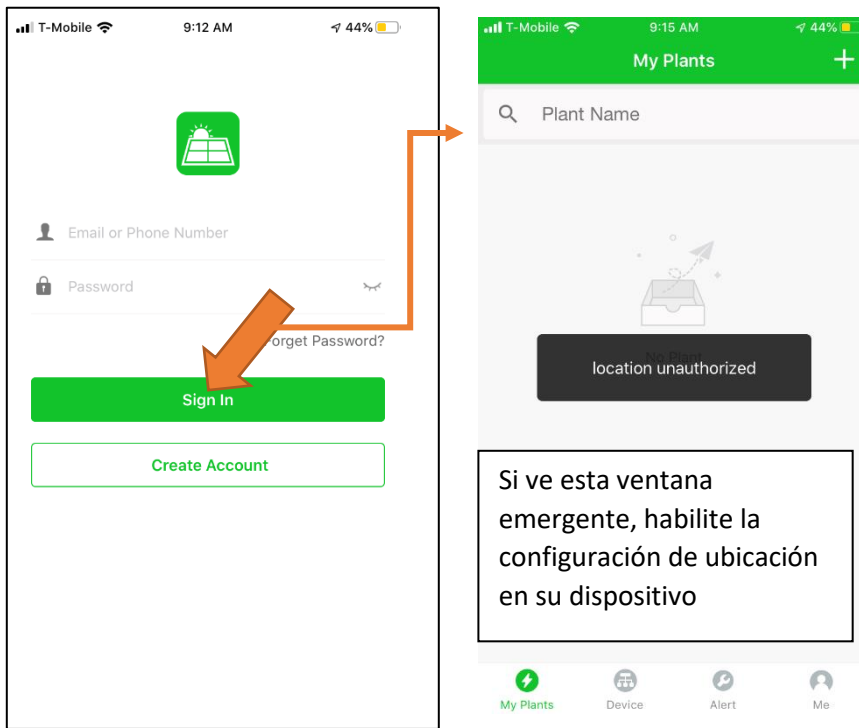 T-Mobile 9:12 AM 44%
Email or Phone Number
Password
orget Password?
Sign In
Create Account
T-Mobile 9:15 AM 44%
My Plants
Plant Name
No Plant
location unauthorized
Si ve esta ventana
emergente, habilite la
configuración de ubicación
en su dispositivo
My Plants Device Alert Me